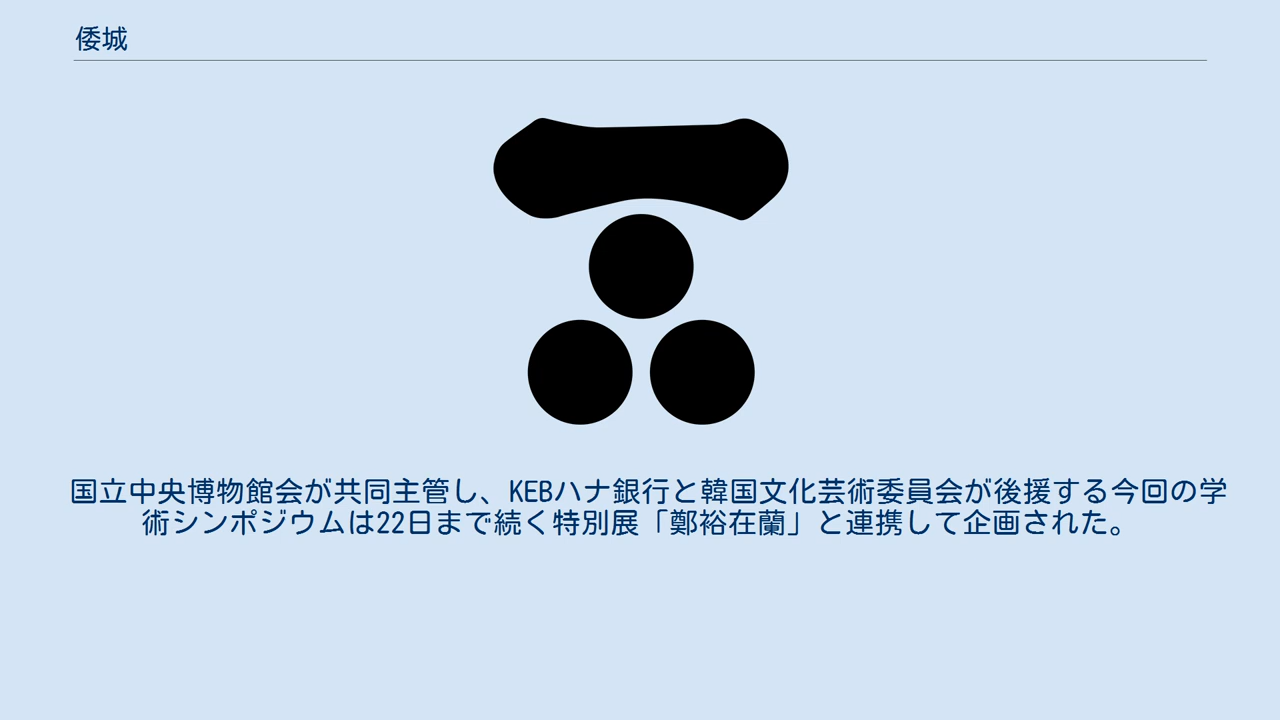 倭城
国立中央博物館会が共同主管し、KEBハナ銀行と韓国文化芸術委員会が後援する今回の学
術シンポジウムは22日まで続く特別展「鄭裕在蘭」と連携して企画された。